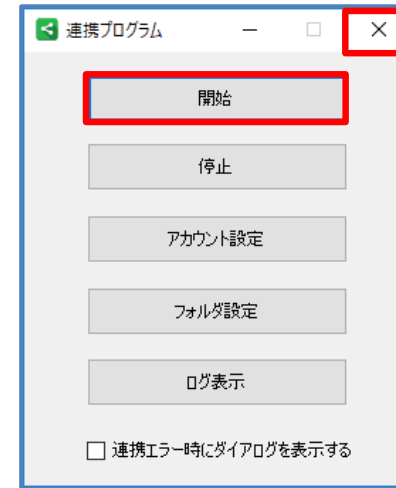 連携プログラム
開始
停止
アカウント設定
フォルダ設定
ログ表示
連携エラー時にダイアログを表示する